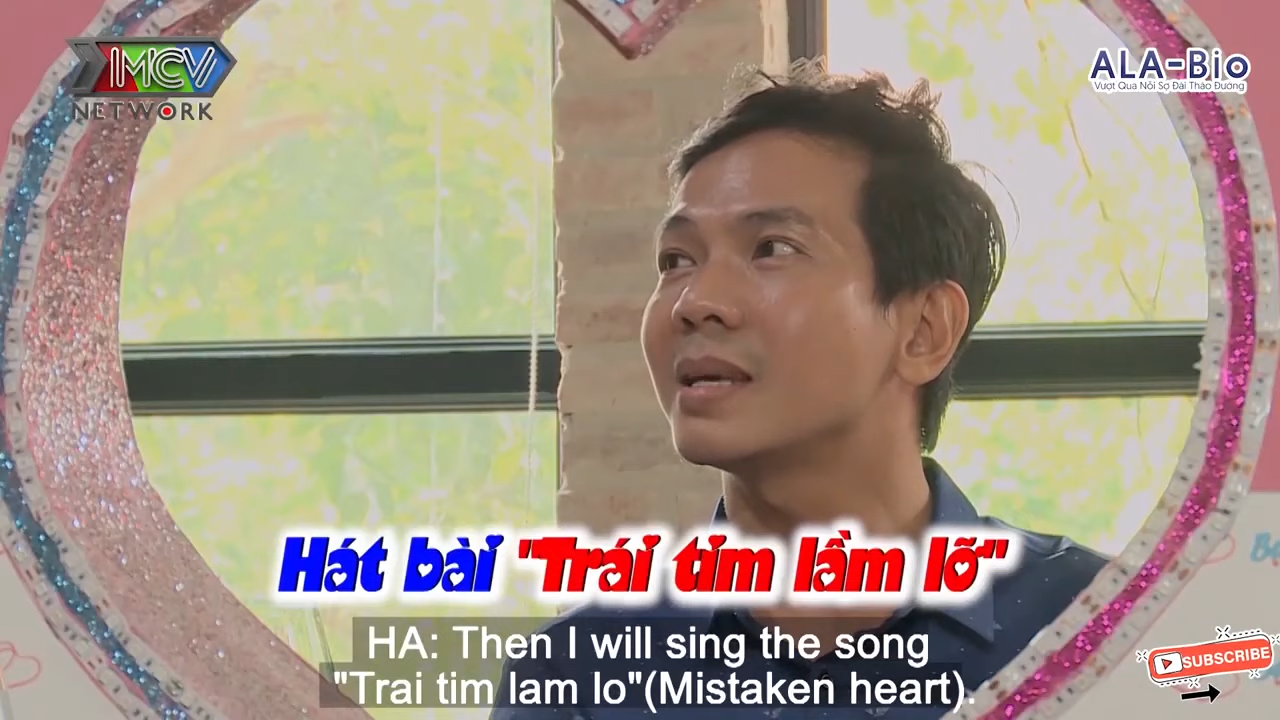 MCV
NETWORK
ALA-Bio
Vượt Qua Nỗi Sợ Đái Tháo Đường
Hát bài "Trái tim lầm lỡ"
HA: Then I will sing the song
"Trai tim lam lo"(Mistaken heart).
SUBSCRIBE